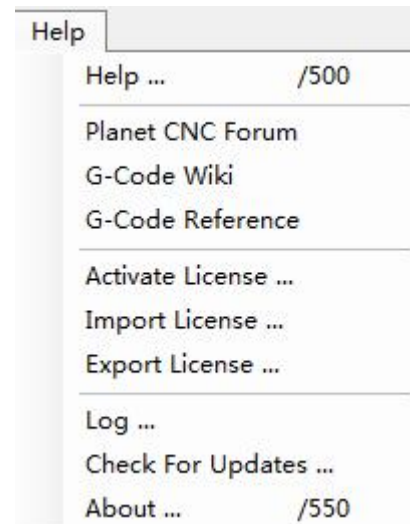 Help
Help ... /500
Planet CNC Forum
G-Code Wiki
G-Code Reference
Activate License ...
Import License ...
Export License ...
Log ...
Check For Updates ...
About ... /550